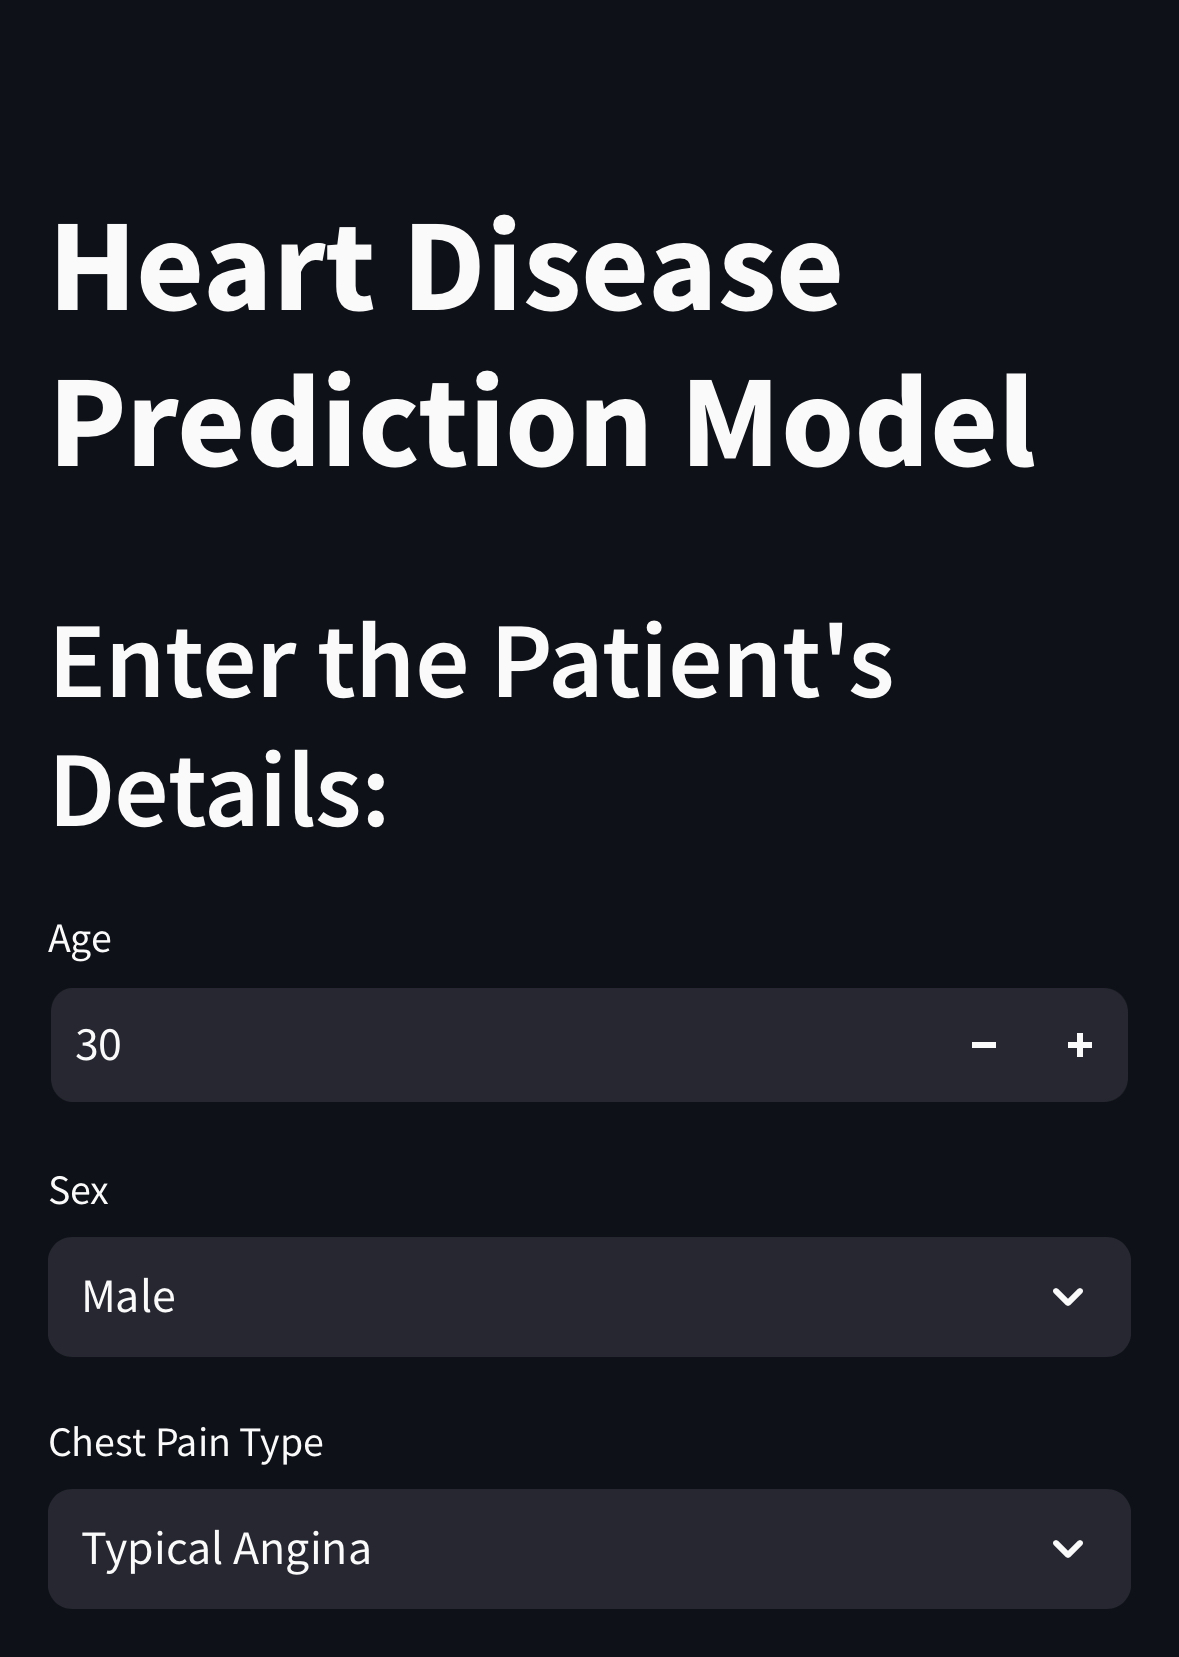 Heart Disease
Prediction Model
Enter the Patient's
Details:
Age
30
Sex
Male
Chest Pain Type
Typical Angina